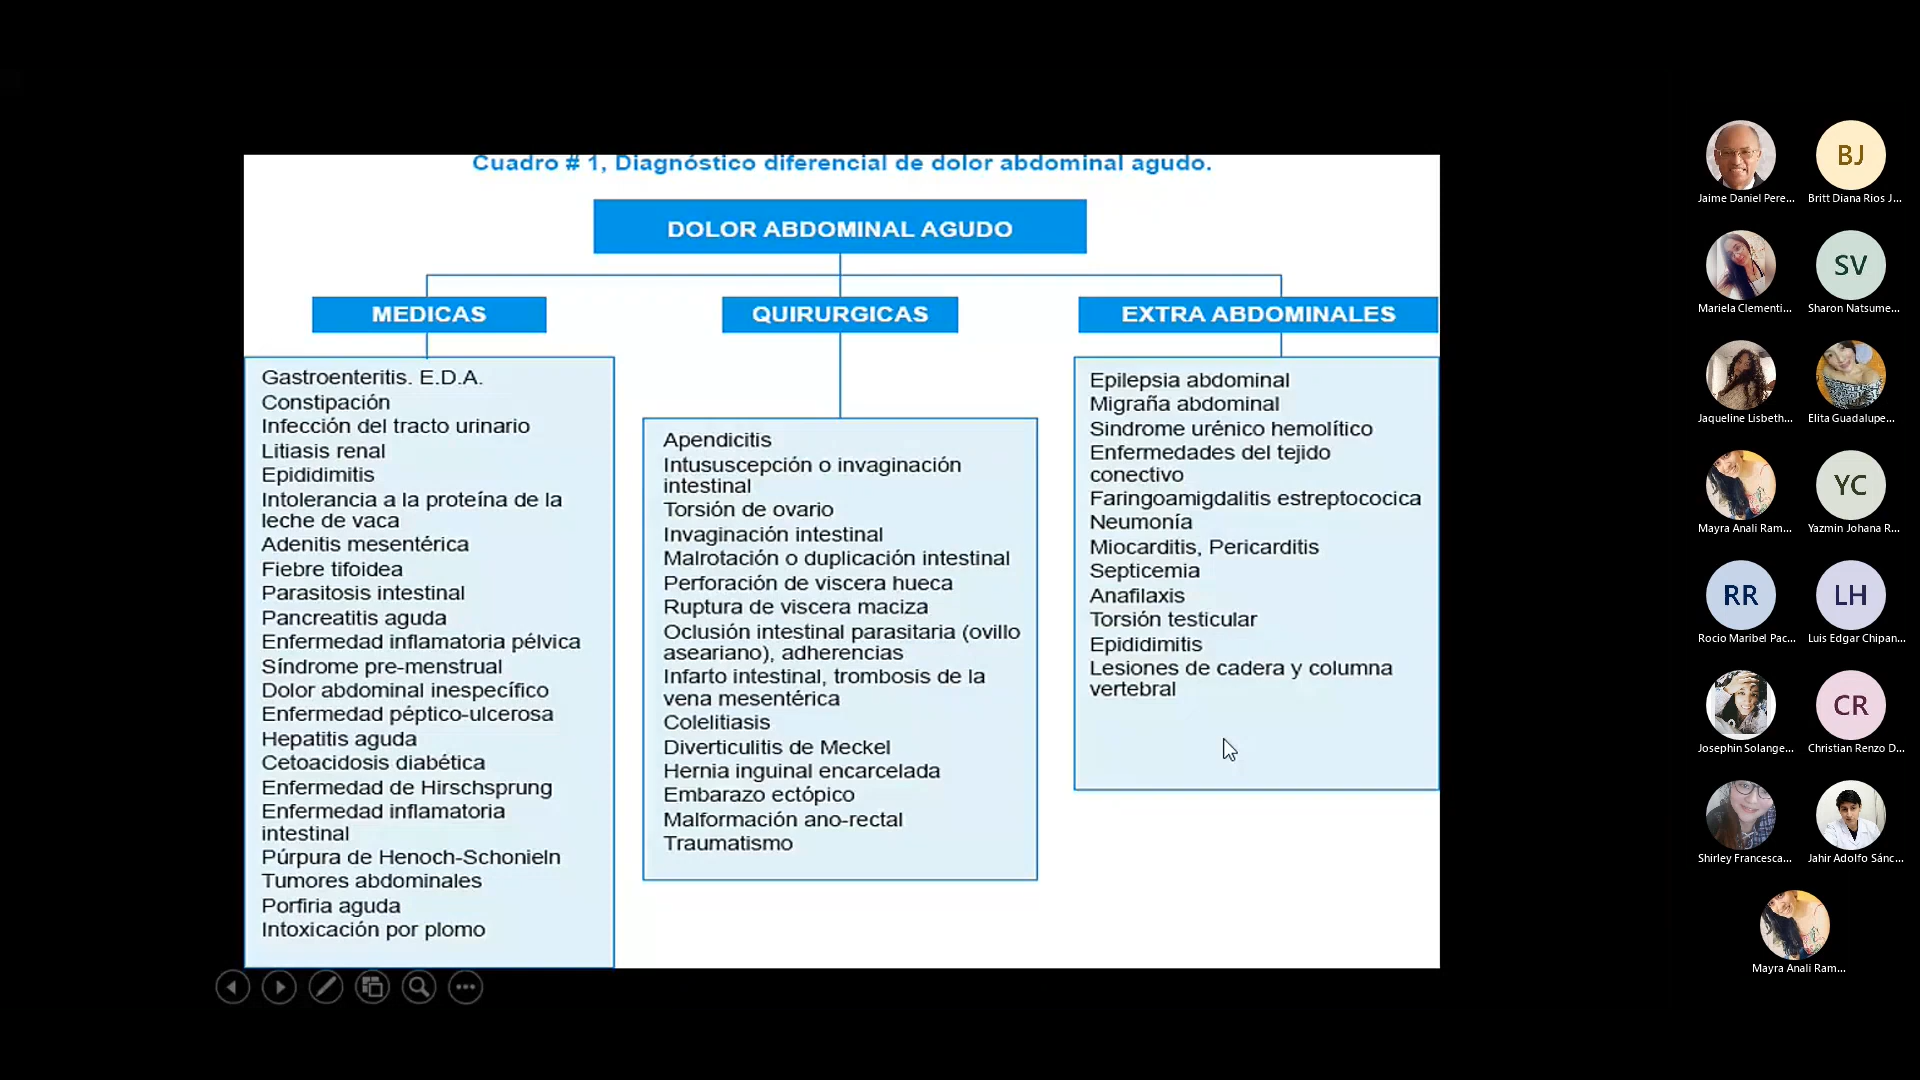 Cuadro # 1, Diagnóstico diferencial de dolor abdominal agudo.
DOLOR ABDOMINAL AGUDO
MEDICAS
Gastroenteritis. E.D.A.
Constipación
Infección del tracto urinario
Litiasis renal
Epididimitis
Intolerancia a la proteína de la
leche de vaca
Adenitis mesentérica
Fiebre tifoidea
Parasitosis intestinal
Pancreatitis aguda
Enfermedad inflamatoria pélvica
Síndrome pre-menstrual
Dolor abdominal inespecífico
Enfermedad péptico-ulcerosa
Hepatitis aguda
Cetoacidosis diabética
Enfermedad de Hirschsprung
Enfermedad inflamatoria
intestinal
Púrpura de Henoch-Schonieln
Tumores abdominales
Porfiria aguda
Intoxicación por plomo
QUIRURGICAS
Apendicitis
Intususcepción o invaginación
intestinal
Torsión de ovario
Invaginación intestinal
Malrotación o duplicación intestinal
Perforación de viscera hueca
Ruptura de viscera maciza
Oclusión intestinal parasitaria (ovillo
aseariano), adherencias
Infarto intestinal, trombosis de la
vena mesentérica
Colelitiasis
Diverticulitis de Meckel
Hernia inguinal encarcelada
Embarazo ectópico
Malformación ano-rectal
Traumatismo
EXTRA ABDOMINALES
Epilepsia abdominal
Migraña abdominal
Sindrome urénico hemolítico
Enfermedades del tejido
conectivo
Faringoamigdalitis estreptococica
Neumonía
Miocarditis, Pericarditis
Septicemia
Anafilaxis
Torsión testicular
Epididimitis
Lesiones de cadera y columna
vertebral
BJ
Jaime Daniel Pere... Britt Diana Rios J...
SV
Mariela Clementi... Sharon Natsume...
Jaqueline Lisbeth... Elita Guadalupe...
YC
Mayra Anali Ram... Yazmin Johana R...
RR LH
Rocio Maribel Pac... Luis Edgar Chipan...
CR
Josephin Solange... Christian Renzo D...
Shirley Francesca... Jahir Adolfo Sánc...
Mayra Anali Ram...